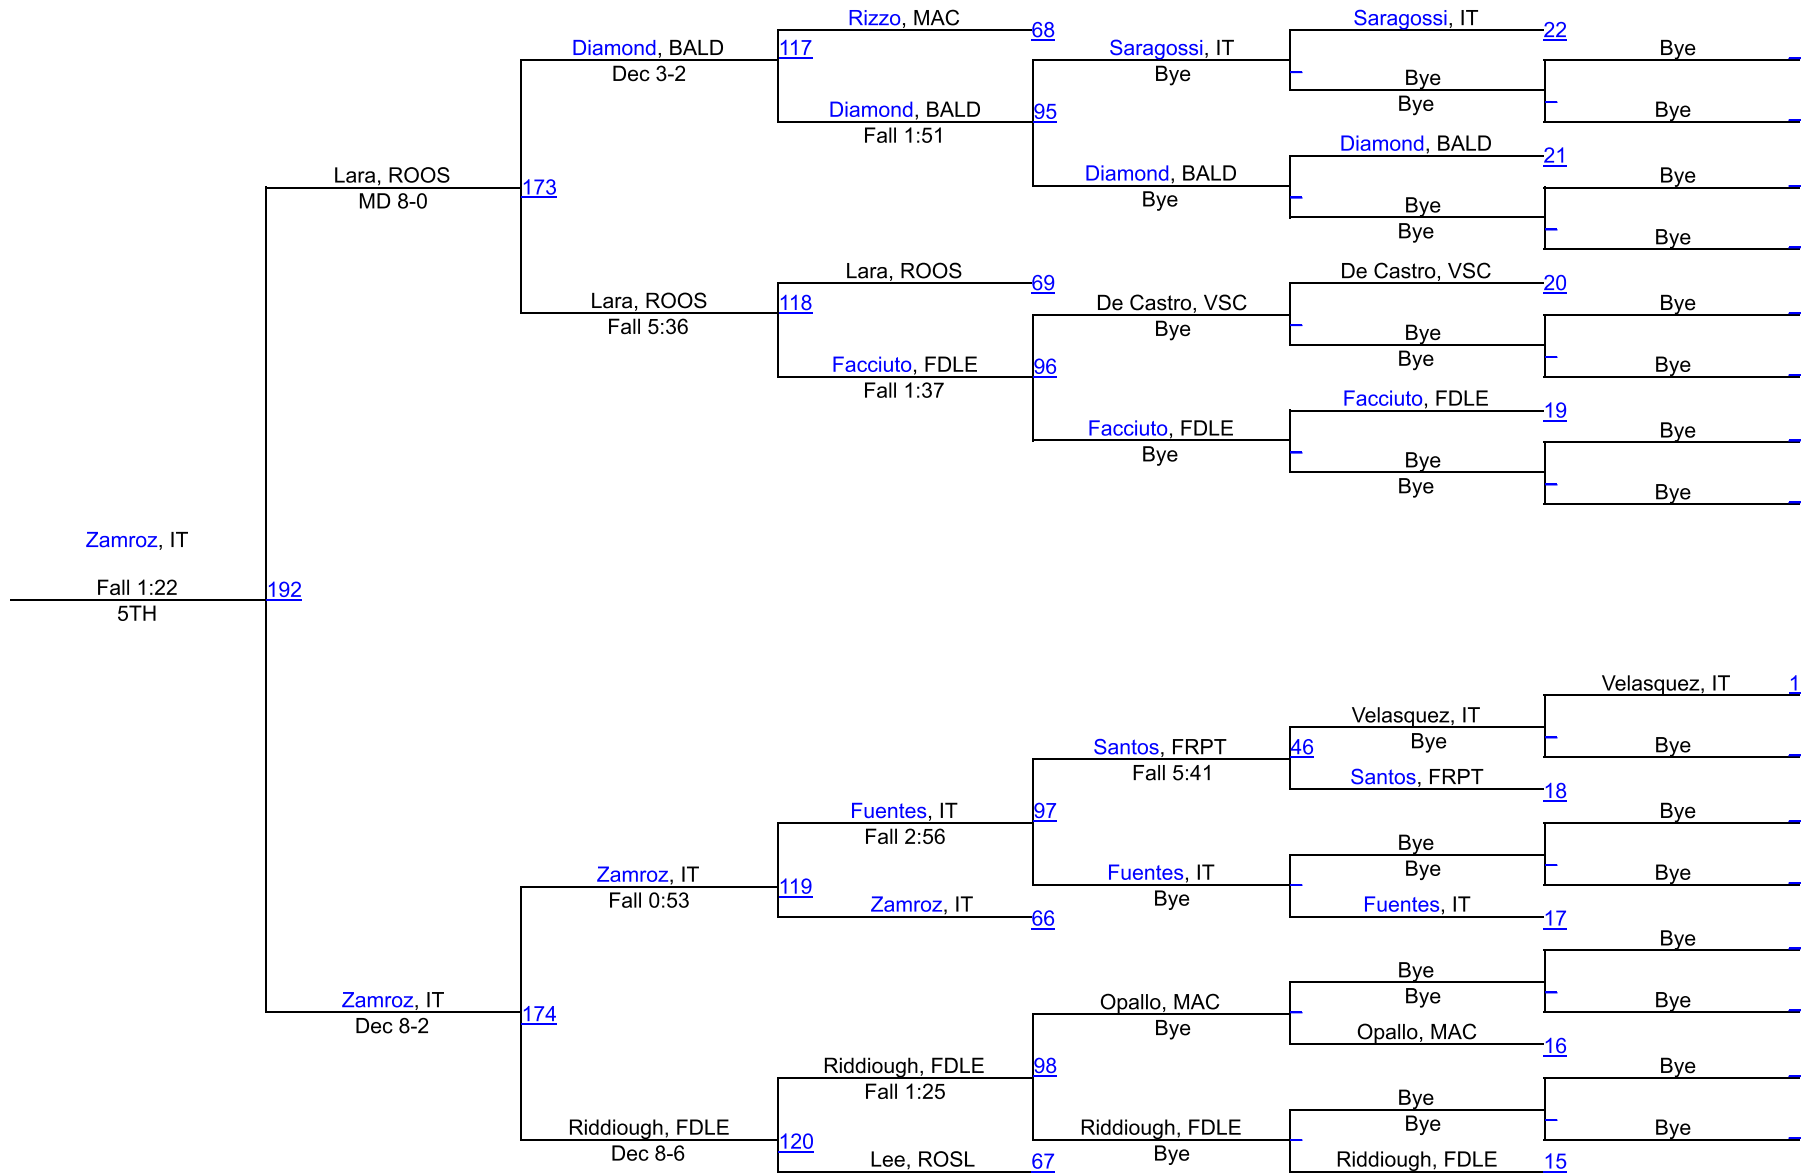 Rizzo, MAC
68
Saragossi, IT
22
Diamond, BALD
117
Saragossi, IT
Bye
Dec 3-2
Bye
Bye
Bye
Diamond, BALD
95
Bye
Fall 1:51
Diamond, BALD
21
Diamond, BALD
Bye
Lara, ROOS
173
MD 8-0
Bye
Bye
Bye
Bye
Lara, ROOS
69
De Castro, VSC
20
Lara, ROOS
118
De Castro, VSC
Bye
Fall 5:36
Bye
Bye
Bye
Facciuto, FDLE
96
Bye
Fall 1:37
Facciuto, FDLE
19
Facciuto, FDLE
Bye
Bye
Bye
Bye
Bye
Zamroz, IT
Fall 1:22
192
5TH
Velasquez, IT
1
Velasquez, IT
Santos, FRPT
46
Bye
Bye
Fall 5:41
Santos, FRPT
18
Fuentes, IT
97
Bye
Fall 2:56
Bye
Bye
Zamroz, IT
119
Fuentes, IT
Bye
Fall 0:53
Bye
Zamroz, IT
66
Fuentes, IT
17
Bye
Bye
Zamroz, IT
174
Opallo, MAC
Bye
Bye
Dec 8-2
Bye
Opallo, MAC
16
Riddiough, FDLE
98
Bye
Fall 1:25
Bye
Bye
Riddiough, FDLE
120
Riddiough, FDLE
Bye
Dec 8-6
Bye
Lee, ROSL
67
Riddiough, FDLE
15